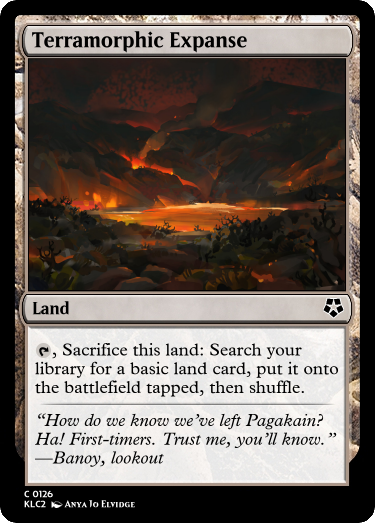 Terramorphic Expanse
Land
, Sacrifice this land: Search your
library for a basic land card, put it onto
the battlefield tapped, then shuffle.
“How do we know we’ve left Pagakain?
Ha! First-timers. Trust me, you’ll know.”
—Banoy, lookout
C 0126
KLC2 Anya Jo Elvidge